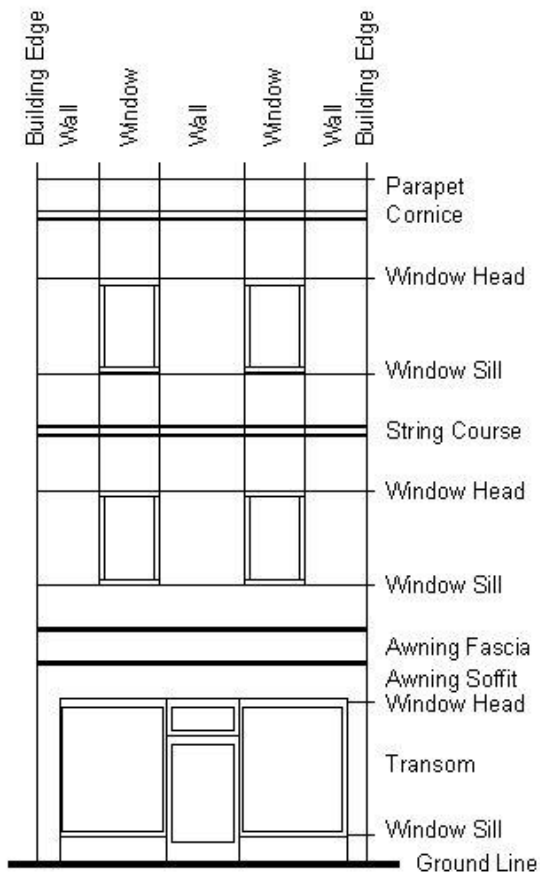 Building Edge
Wall
Window
Wall
Window
Wall
Building Edge
Parapet
Cornice
Window Head
Window Sill
String Course
Window Head
Window Sill
Awning Fascia
Awning Soffit
Window Head
Transom
Window Sill
Ground Line